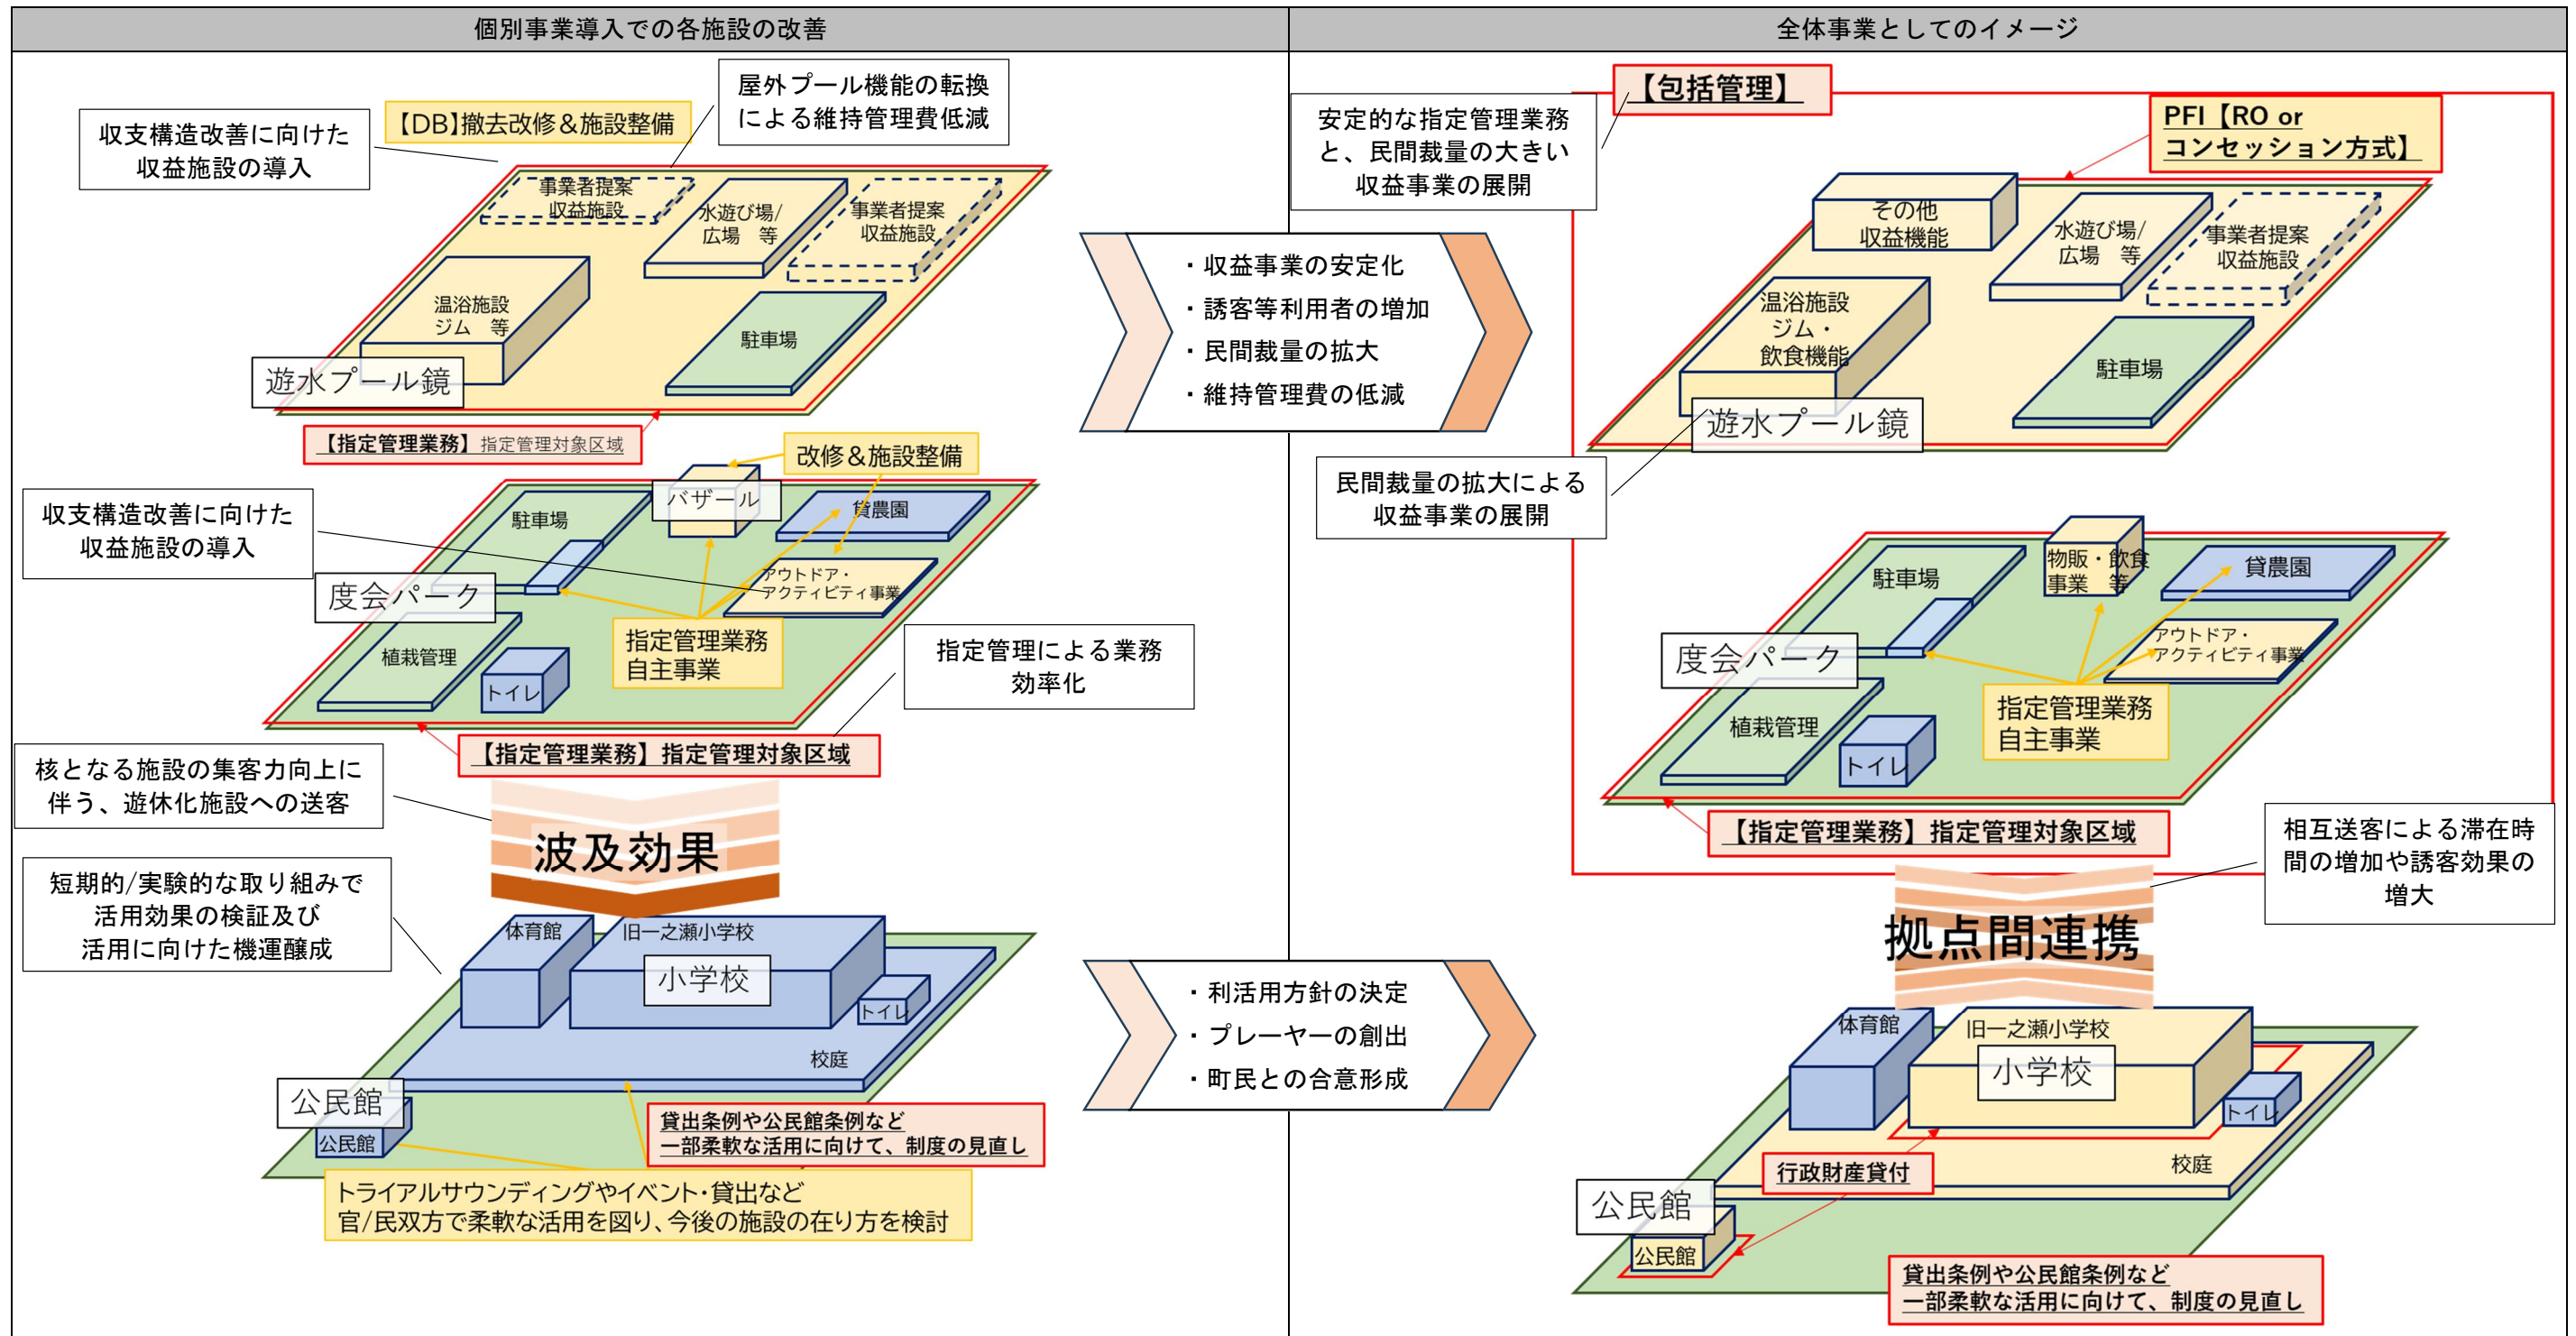 個別事業導入での各施設の改善
収支構造改善に向けた
収益施設の導入
【DB】撤去改修＆施設整備
屋外プール機能の転換
による維持管理費低減
事業者提案
収益施設
水遊び場/
広場　等
事業者提案
収益施設
温浴施設
ジム　等
駐車場
遊水プール鏡
【指定管理業務】指定管理対象区域
収支構造改善に向けた
収益施設の導入
改修＆施設整備
駐車場
バザール
貸農園
アウトドア・
アクティビティ事業
度会パーク
植栽管理
トイレ
指定管理業務
自主事業
指定管理による業務
効率化
【指定管理業務】指定管理対象区域
核となる施設の集客力向上に
伴う、遊休化施設への送客
波及効果
短期的/実験的な取り組みで
活用効果の検証及び
活用に向けた機運醸成
体育館
旧一之瀬小学校
小学校
トイレ
校庭
公民館
公民館
貸出条例や公民館条例など
一部柔軟な活用に向けて、制度の見直し
トライアルサウンディングやイベント・貸出など
官/民双方で柔軟な活用を図り、今後の施設の在り方を検討
・収益事業の安定化
・誘客等利用者の増加
・民間裁量の拡大
・維持管理費の低減
・利活用方針の決定
・プレーヤーの創出
・町民との合意形成
全体事業としてのイメージ
【包括管理】
安定的な指定管理業務
と、民間裁量の大きい
収益事業の展開
PFI【RO or
コンセッション方式】
その他
収益機能
水遊び場/
広場　等
事業者提案
収益施設
温浴施設
ジム・
飲食機能
駐車場
遊水プール鏡
民間裁量の拡大による
収益事業の展開
駐車場
物販・飲食
事業　等
貸農園
アウトドア・
アクティビティ事業
度会パーク
植栽管理
トイレ
指定管理業務
自主事業
【指定管理業務】指定管理対象区域
相互送客による滞在時
間の増加や誘客効果の
増大
拠点間連携
体育館
旧一之瀬小学校
小学校
トイレ
校庭
行政財産貸付
公民館
公民館
貸出条例や公民館条例など
一部柔軟な活用に向けて、制度の見直し